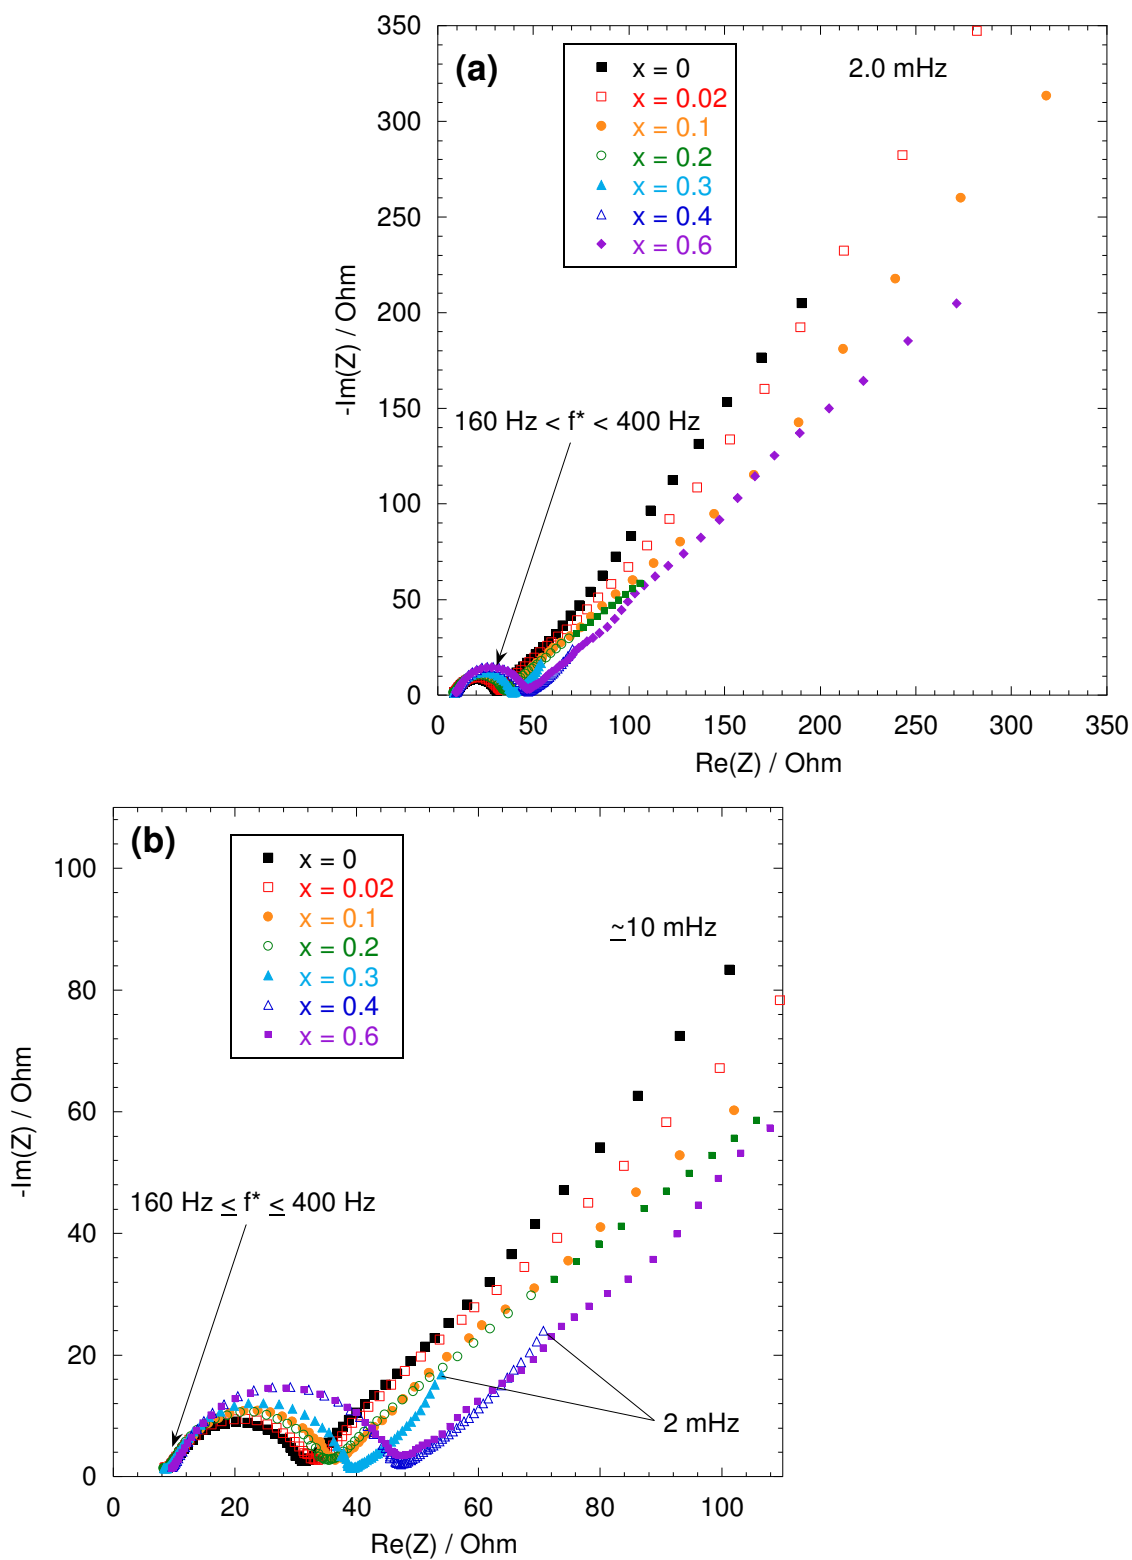 350
(a)
x = 0
2.0 mHz
x = 0.02
300
x = 0.1
x = 0.2
x = 0.3
250
x = 0.4
x = 0.6
200
-Im(Z) / Ohm
150
160 Hz < f* < 400 Hz
100
50
0
0 50 100 150 200 250 300 350
Re(Z) / Ohm
(b)
100
x = 0
x = 0.02
x = 0.1
~10 mHz
x = 0.2
x = 0.3
80
x = 0.4
x = 0.6
-Im(Z) / Ohm
60
160 Hz ≤ f* ≤ 400 Hz
40
20
2 mHz
0
0 20 40 60 80 100
Re(Z) / Ohm